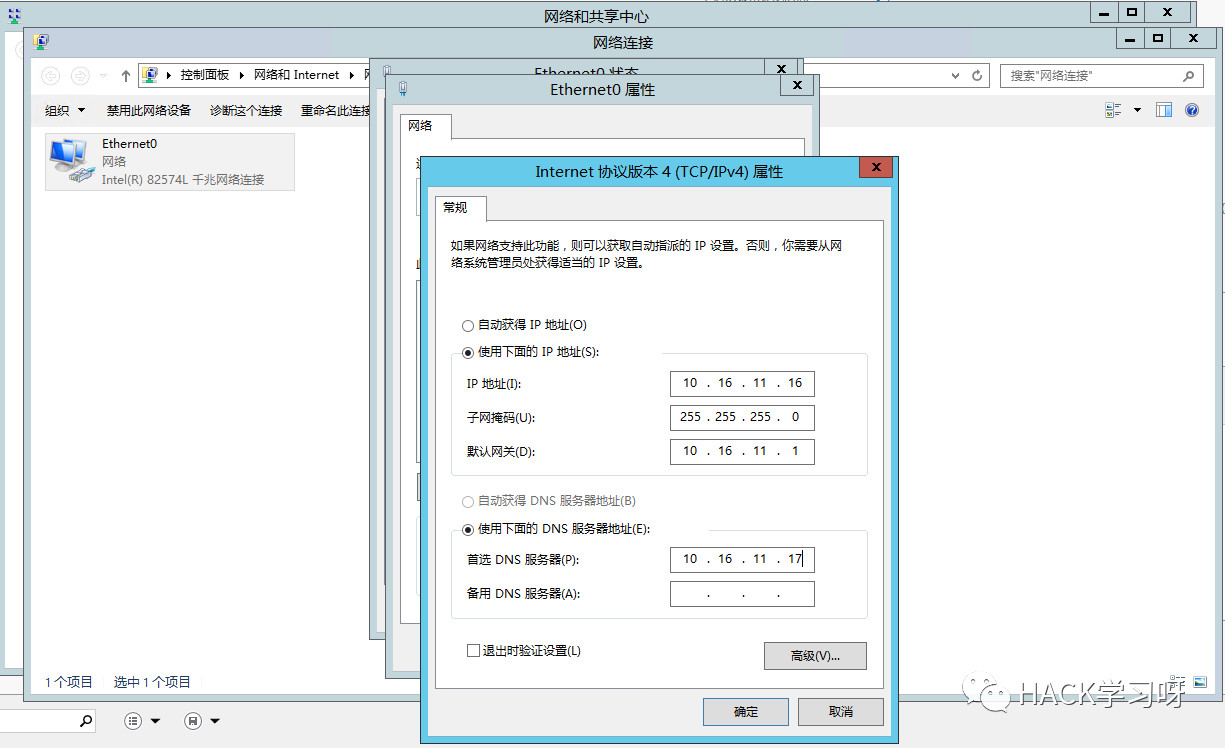 网络和共享中心
网络连接
控制面板 网络和 Internet
搜索"网络连接"
Ethernet0 状态
Ethernet0 属性
组织 禁用此网络设备 诊断这个连接 重命名此连接
网络
Ethernet0
网络
Intel(R) 82574L 千兆网络连接
Internet 协议版本 4 (TCP/IPv4) 属性
常规
如果网络支持此功能，则可以获取自动指派的 IP 设置。否则，你需要从网
络系统管理员处获得适当的 IP 设置。
自动获得 IP 地址(O)
使用下面的 IP 地址(S):
IP 地址(I): 10 . 16 . 11 . 16
子网掩码(U): 255 . 255 . 255 . 0
默认网关(D): 10 . 16 . 11 . 1
自动获得 DNS 服务器地址(B)
使用下面的 DNS 服务器地址(E):
首选 DNS 服务器(P): 10 . 16 . 11 . 17
备用 DNS 服务器(A): . . .
退出时验证设置(L)
高级(V)...
确定 取消
1 个项目 选中 1 个项目
HACK学习呀